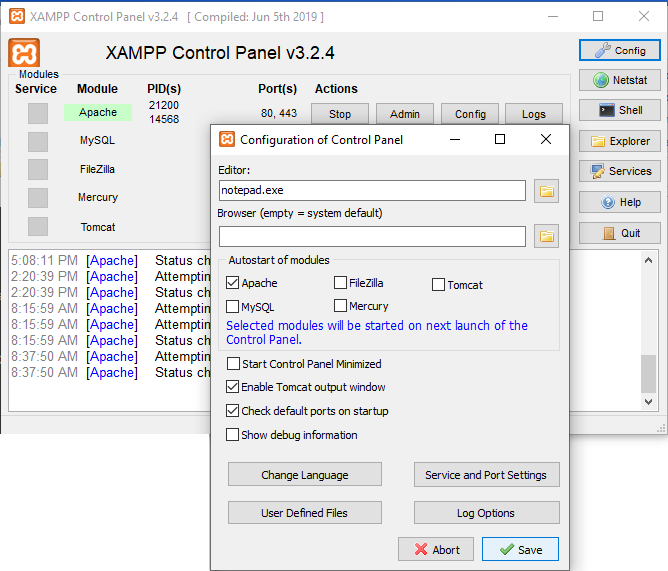 XAMPP Control Panel v3.2.4 [ Compiled: Jun 5th 2019 ]
XAMPP Control Panel v3.2.4
Config
Modules
Service Module PID(s) Port(s) Actions
Netstat
Apache 21200 14568 80, 443 Stop Admin Config Logs
Shell
MySQL
Explorer
FileZilla
Services
Mercury
Help
Tomcat
Quit
5:08:11 PM [Apache] Status ch
2:20:39 PM [Apache] Attemptin
2:20:39 PM [Apache] Status ch
8:15:59 AM [Apache] Attemptin
8:15:59 AM [Apache] Attemptin
8:15:59 AM [Apache] Status ch
8:37:50 AM [Apache] Attemptin
8:37:50 AM [Apache] Status ch
Configuration of Control Panel
Editor:
notepad.exe
Browser (empty = system default)
Autostart of modules
Apache FileZilla Tomcat
MySQL Mercury
Selected modules will be started on next launch of the
Control Panel.
Start Control Panel Minimized
Enable Tomcat output window
Check default ports on startup
Show debug information
Change Language Service and Port Settings
User Defined Files Log Options
Abort Save